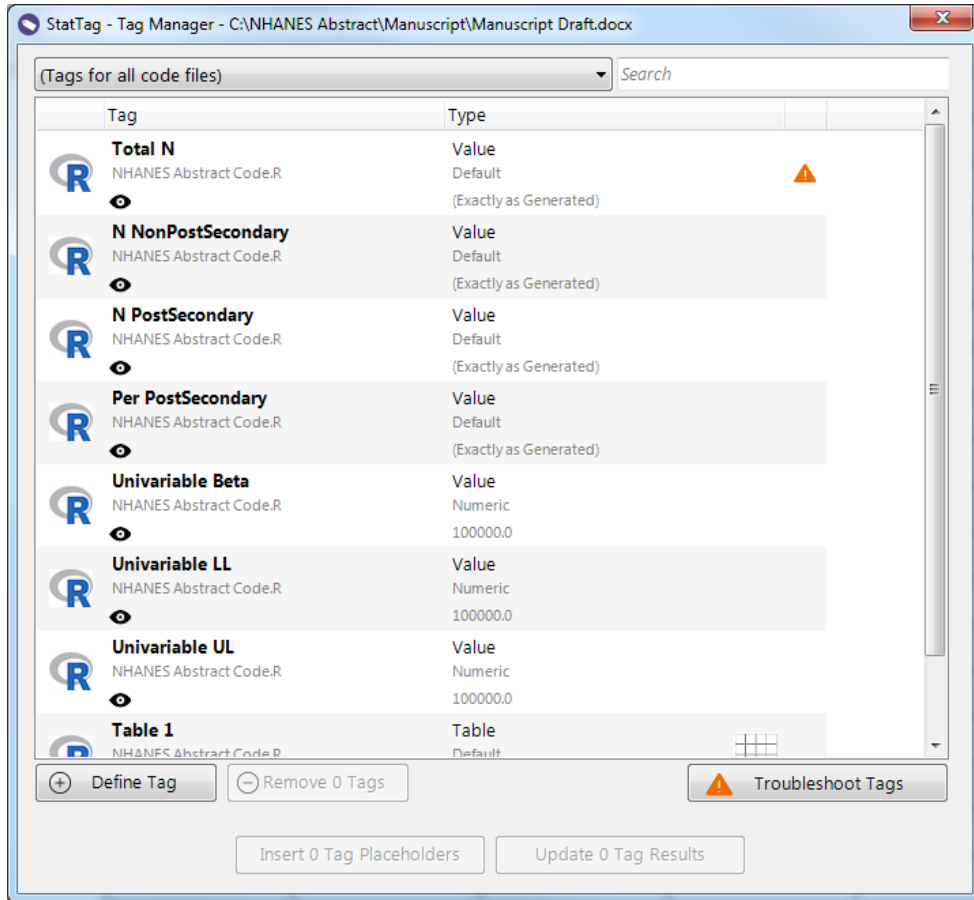 StatTag - Tag Manager - C:\NHANES Abstract\Manuscript\Manuscript Draft.docx
(Tags for all code files) Search
Tag Type
Total N Value
NHANES Abstract Code.R Default
(Exactly as Generated)
N NonPostSecondary Value
NHANES Abstract Code.R Default
(Exactly as Generated)
N PostSecondary Value
NHANES Abstract Code.R Default
(Exactly as Generated)
Per PostSecondary Value
NHANES Abstract Code.R Default
(Exactly as Generated)
Univariable Beta Value
NHANES Abstract Code.R Numeric
100000.0
Univariable LL Value
NHANES Abstract Code.R Numeric
100000.0
Univariable UL Value
NHANES Abstract Code.R Numeric
100000.0
Table 1 Table
NHANES Abstract Code.R Default
Define Tag Remove 0 Tags Troubleshoot Tags
Insert 0 Tag Placeholders Update 0 Tag Results